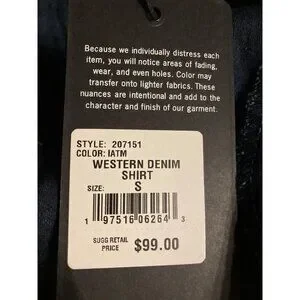 Because we individually distress each
item, you will notice areas of fading,
wear, and even holes. Color may
transfer onto lighter fabrics. These
nuances are intentional and add to the
character and finish of our garment.
STYLE: 207151
COLOR: IATM
WESTERN DENIM
SHIRT
SIZE: S
1 97516 06264 3
SUGG RETAIL
PRICE $99.00